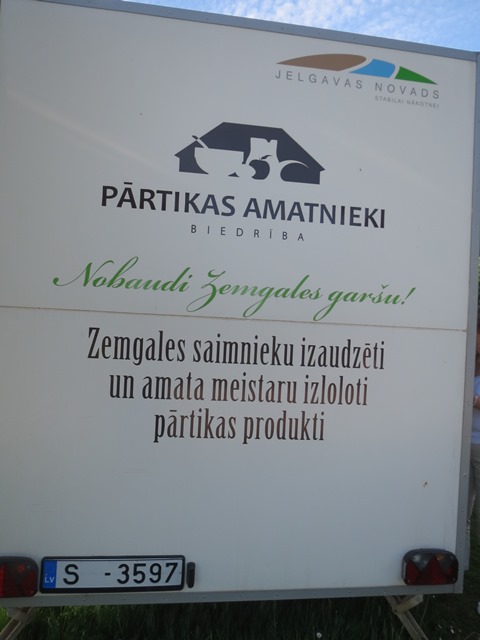 JELGAVAS NOVADS
STABILAI NĀKOTNEI
PĀRTIKAS AMATNIEKI
BIEDRĪBA
Nobaudi Zemgales garšu!
Zemgales saimnieku izaudzēti
un amata meistaru izloloti
pārtikas produkti
LV S -3597